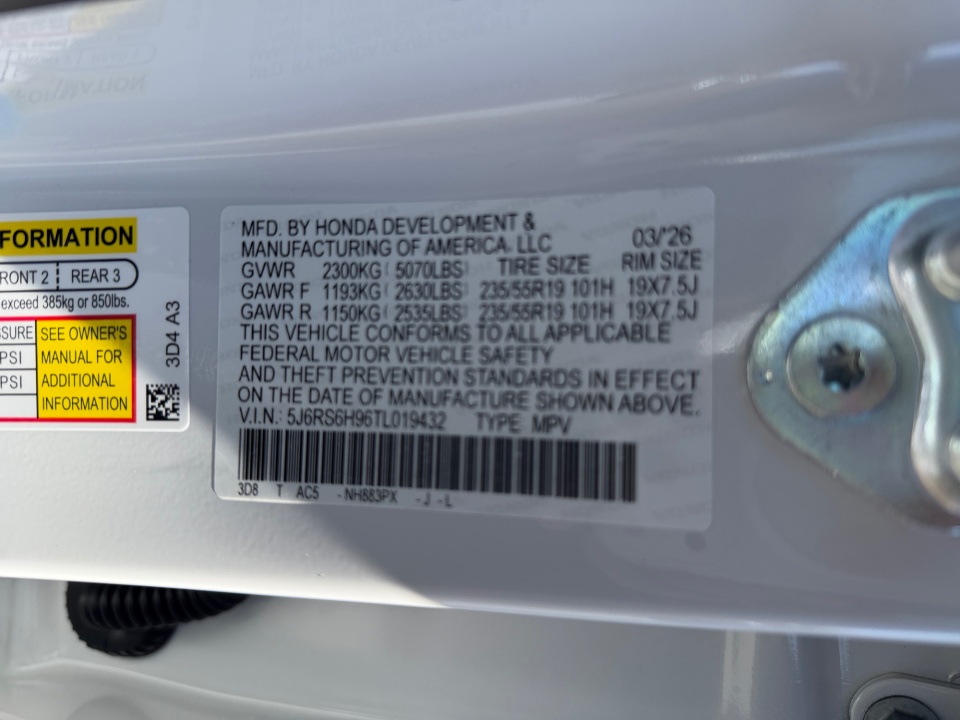 FORMATION
FRONT 2 REAR 3
exceed 385kg or 850lbs.
SSURE
PSI
PSI
SEE OWNER'S
MANUAL FOR
ADDITIONAL
INFORMATION
3D4 A3
MFD. BY HONDA DEVELOPMENT &
MANUFACTURING OF AMERICA. LLC 03/'26
GVWR 2300KG( 5070LBS) TIRE SIZE RIM SIZE
GAWR F 1193KG( 2630LBS) 235/55R19 101H 19X7.5J
GAWR R 1150KG( 2535LBS) 235/55R19 101H 19X7.5J
THIS VEHICLE CONFORMS TO ALL APPLICABLE
FEDERAL MOTOR VEHICLE SAFETY
AND THEFT PREVENTION STANDARDS IN EFFECT
ON THE DATE OF MANUFACTURE SHOWN ABOVE.
V.I.N.: 5J6RS6H96TL019432 TYPE MPV
3D8 T AC5 -NH883PX -J -L